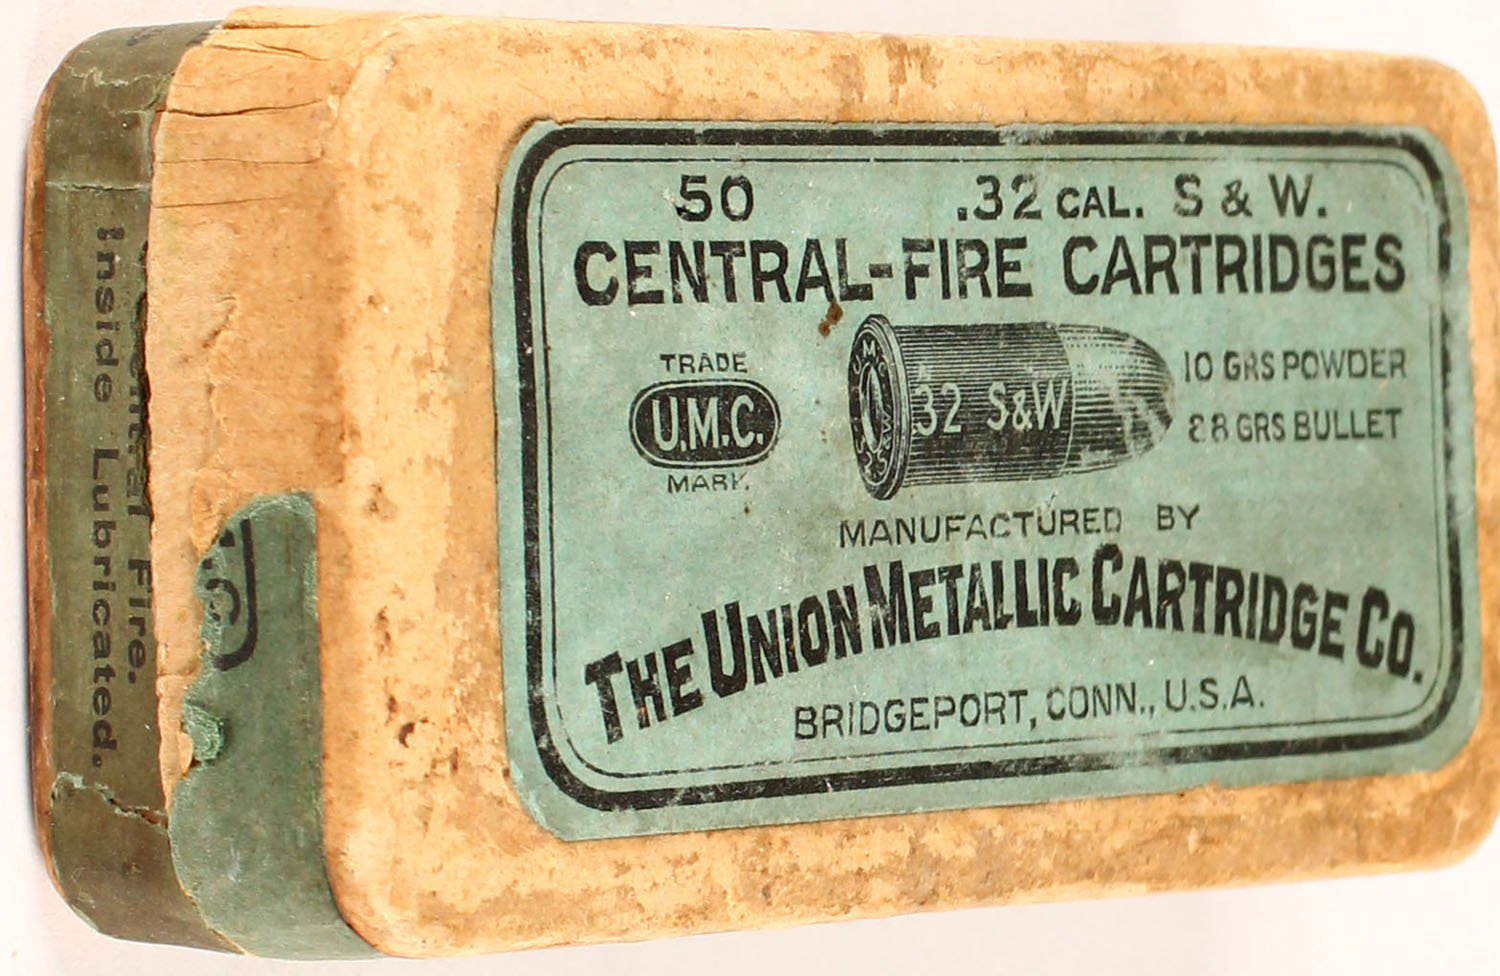 50 .32 CAL. S & W.
CENTRAL-FIRE CARTRIDGES
TRADE
U.M.C.
MARK.
32 S&W
10 GRS POWDER
88 GRS BULLET
MANUFACTURED BY
THE UNION METALLIC CARTRIDGE CO.
BRIDGEPORT, CONN., U.S.A.
Central Fire.
Inside Lubricated.